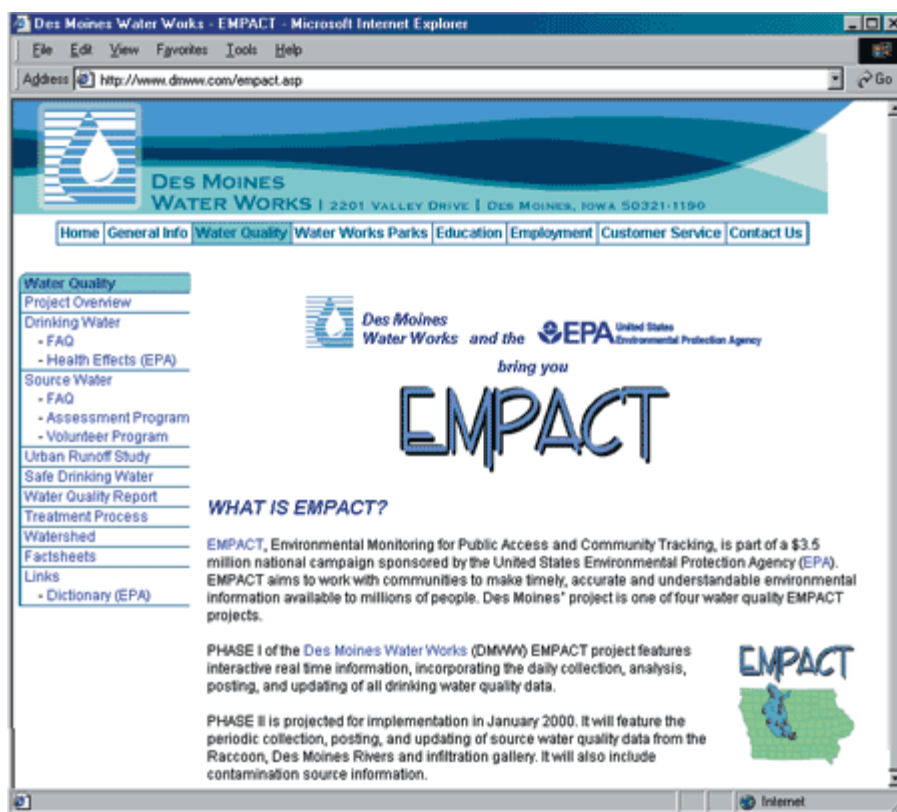 Des Moines Water Works - EMPACT - Microsoft Internet Explorer
File Edit View Favorites Tools Help
Address http://www.dmww.com/empact.asp Go
DES MOINES
WATER WORKS | 2201 VALLEY DRIVE | DES MOINES, IOWA 50321-1190
Home General Info Water Quality Water Works Parks Education Employment Customer Service Contact Us
Water Quality
Project Overview
Drinking Water
- FAQ
- Health Effects (EPA)
Source Water
- FAQ
- Assessment Program
- Volunteer Program
Urban Runoff Study
Safe Drinking Water
Water Quality Report
Treatment Process
Watershed
Factsheets
Links
- Dictionary (EPA)
Des Moines
Water Works and the EPA United States
Environmental Protection Agency
bring you
EMPACT
WHAT IS EMPACT?
EMPACT, Environmental Monitoring for Public Access and Community Tracking, is part of a $3.5
million national campaign sponsored by the United States Environmental Protection Agency (EPA).
EMPACT aims to work with communities to make timely, accurate and understandable environmental
information available to millions of people. Des Moines' project is one of four water quality EMPACT
projects.
PHASE I of the Des Moines Water Works (DMWW) EMPACT project features
interactive real time information, incorporating the daily collection, analysis,
posting, and updating of all drinking water quality data.
EMPACT
PHASE II is projected for implementation in January 2000. It will feature the
periodic collection, posting, and updating of source water quality data from the
Raccoon, Des Moines Rivers and infiltration gallery. It will also include
contamination source information.
Internet